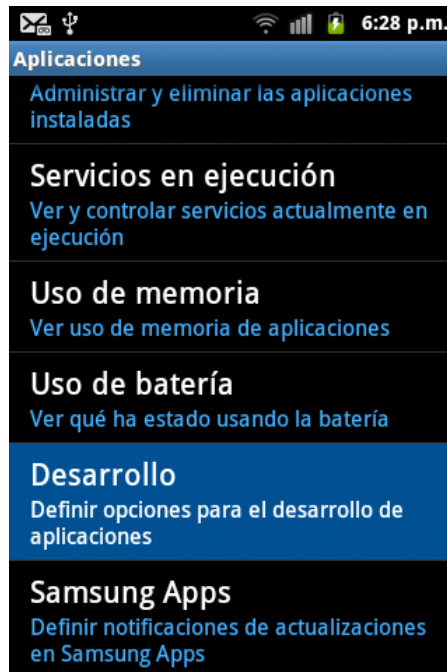 6:28 p.m.
Aplicaciones
Administrar y eliminar las aplicaciones
instaladas
Servicios en ejecución
Ver y controlar servicios actualmente en
ejecución
Uso de memoria
Ver uso de memoria de aplicaciones
Uso de batería
Ver qué ha estado usando la batería
Desarrollo
Definir opciones para el desarrollo de
aplicaciones
Samsung Apps
Definir notificaciones de actualizaciones
en Samsung Apps